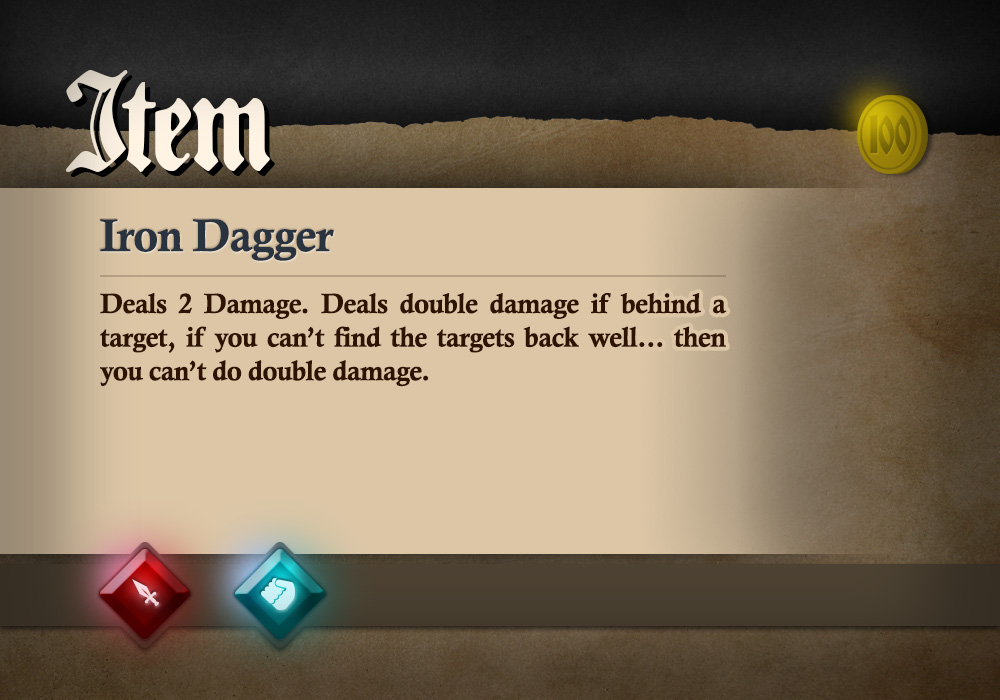 Item
100
Iron Dagger
Deals 2 Damage. Deals double damage if behind a
target, if you can't find the targets back well... then
you can't do double damage.